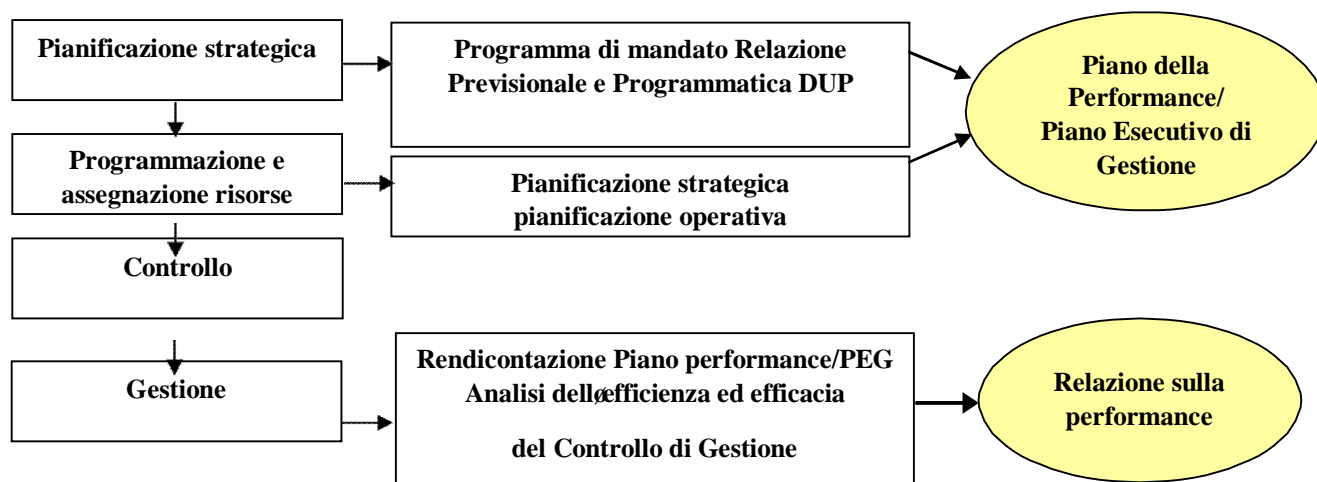 Pianificazione strategica
Programma di mandato Relazione
Previsionale e Programmatica DUP
Piano della
Performance/
Piano Esecutivo di
Gestione
Programmazione e
assegnazione risorse
Pianificazione strategica
pianificazione operativa
Controllo
Gestione
Rendicontazione Piano performance/PEG
Analisi delløefficienza ed efficacia
del Controllo di Gestione
Relazione sulla
performance